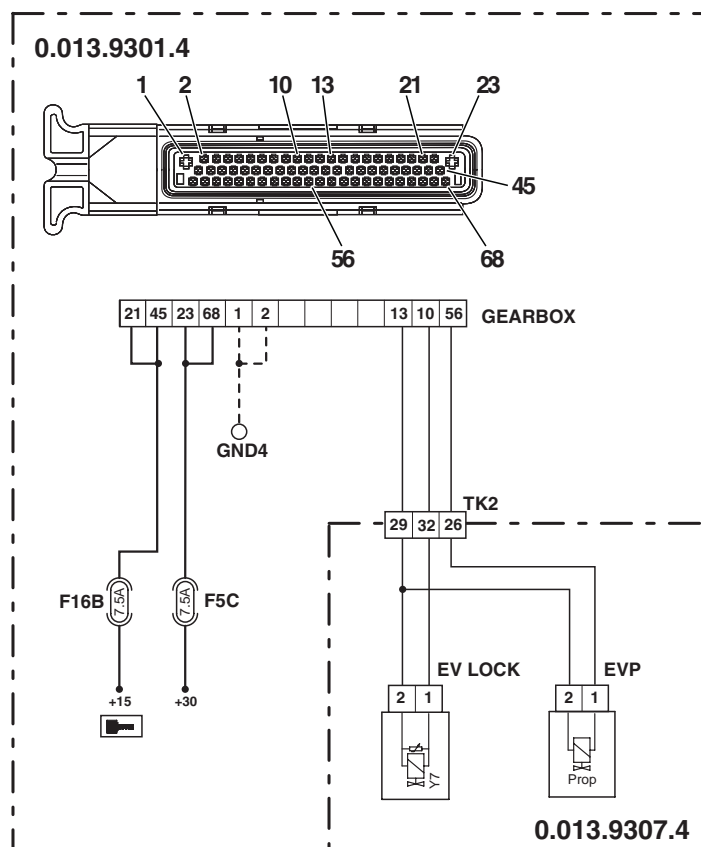 0.013.9301.4
1 2 10 13 21 23
45
56 68
21 45 23 68 1 2 13 10 56 GEARBOX
GND4
TK2
29 32 26
F16B 7.5A 7.5A F5C
EV LOCK EVP
+15 +30
2 1 2 1
Y7
Prop
0.013.9307.4